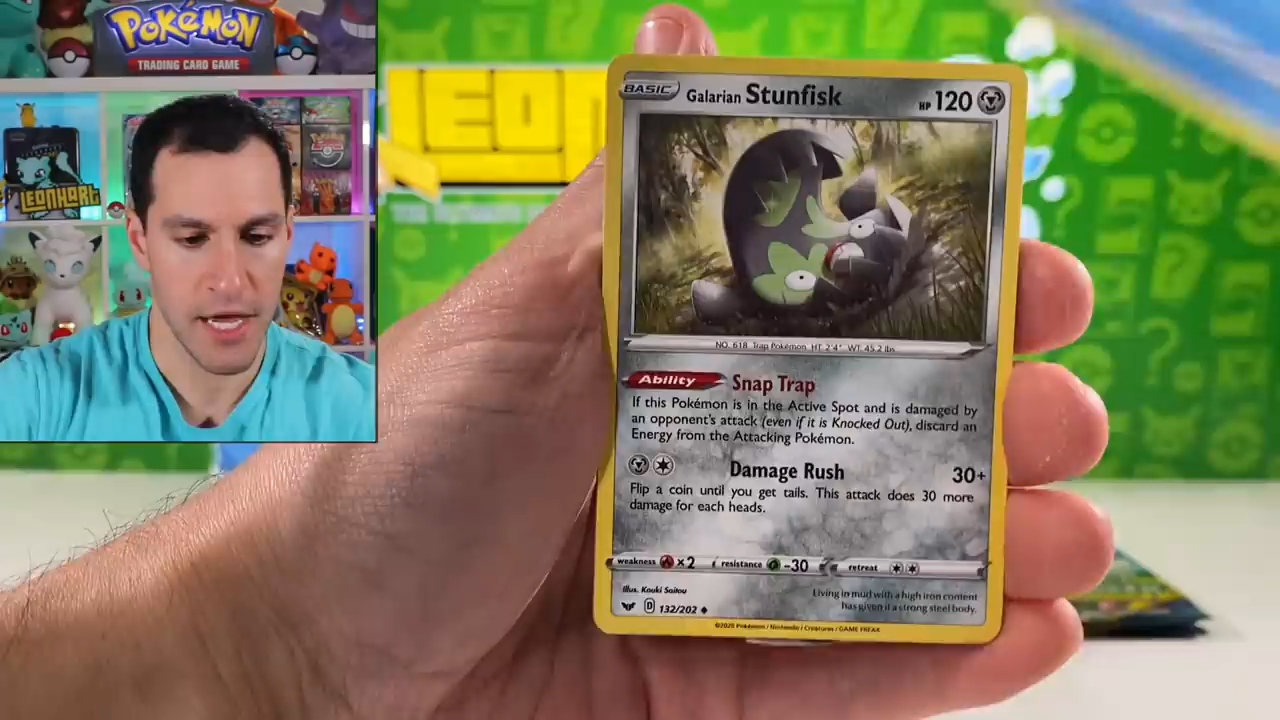 Pokémon
TRADING CARD GAME
LEONHART
LEON
BASIC Galarian Stunfisk HP 120
NO. 618 Trap Pokémon HT: 2'4" WT: 45.2 lbs.
Ability Snap Trap
If this Pokémon is in the Active Spot and is damaged by
an opponent's attack (even if it is Knocked Out), discard an
Energy from the Attacking Pokémon.
Damage Rush 30+
Flip a coin until you get tails. This attack does 30 more
damage for each heads.
weakness ×2 resistance -30 retreat
Illus. Kouki Saitou
D 132/202
Living in mud with a high iron content
has given it a strong steel body.
©2020 Pokémon / Nintendo / Creatures / GAME FREAK